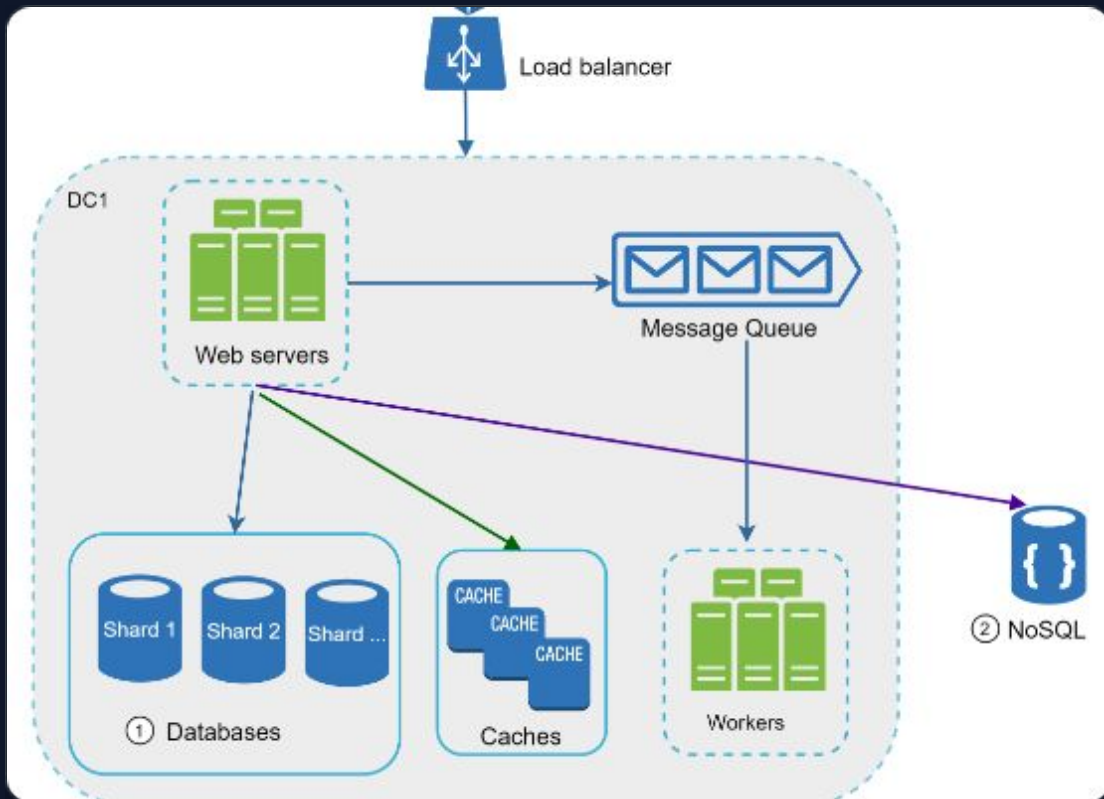 Load balancer
DC1
Web servers
Message Queue
Shard 1
Shard 2
Shard ...
CACHE
CACHE
CACHE
{ }
② NoSQL
① Databases
Caches
Workers